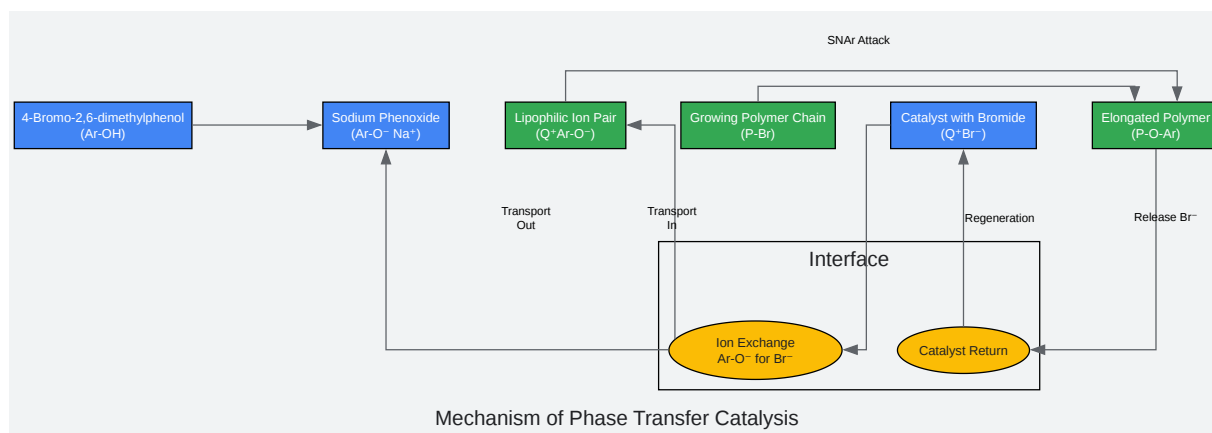 SNAr Attack
4-Bromo-2,6-dimethylphenol
(Ar-OH)
Sodium Phenoxide
(Ar-O⁻ Na⁺)
Lipophilic Ion Pair
(Q⁺Ar-O⁻)
Growing Polymer Chain
(P-Br)
Catalyst with Bromide
(Q⁺Br⁻)
Elongated Polymer
(P-O-Ar)
Transport
Out
Transport
In
Regeneration
Release Br⁻
Interface
Ion Exchange
Ar-O⁻ for Br⁻
Catalyst Return
Mechanism of Phase Transfer Catalysis